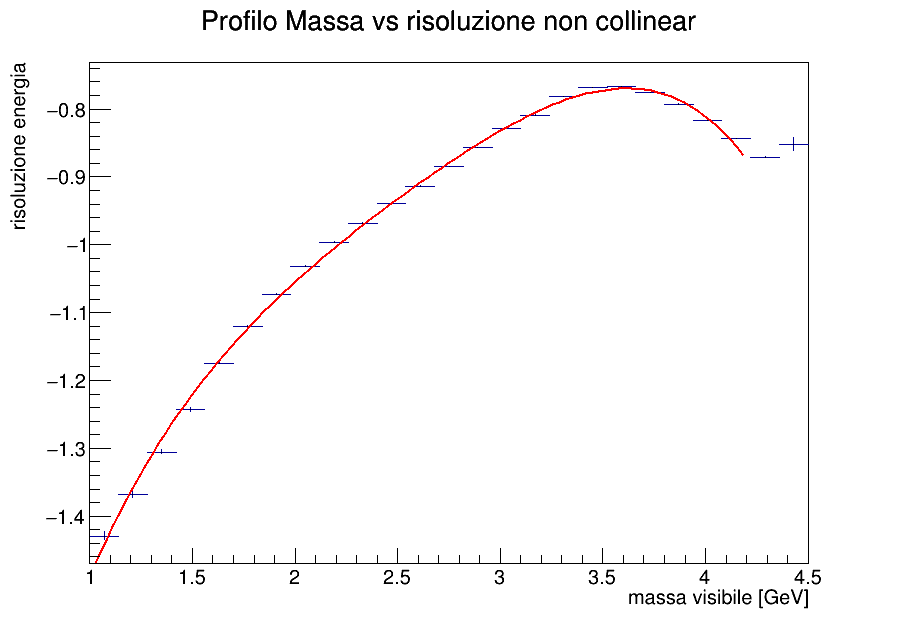 Profilo Massa vs risoluzione non collinear
risoluzione energia
−0.8
−0.9
−1
−1.1
−1.2
−1.3
−1.4
1 1.5 2 2.5 3 3.5 4 4.5
massa visibile [GeV]